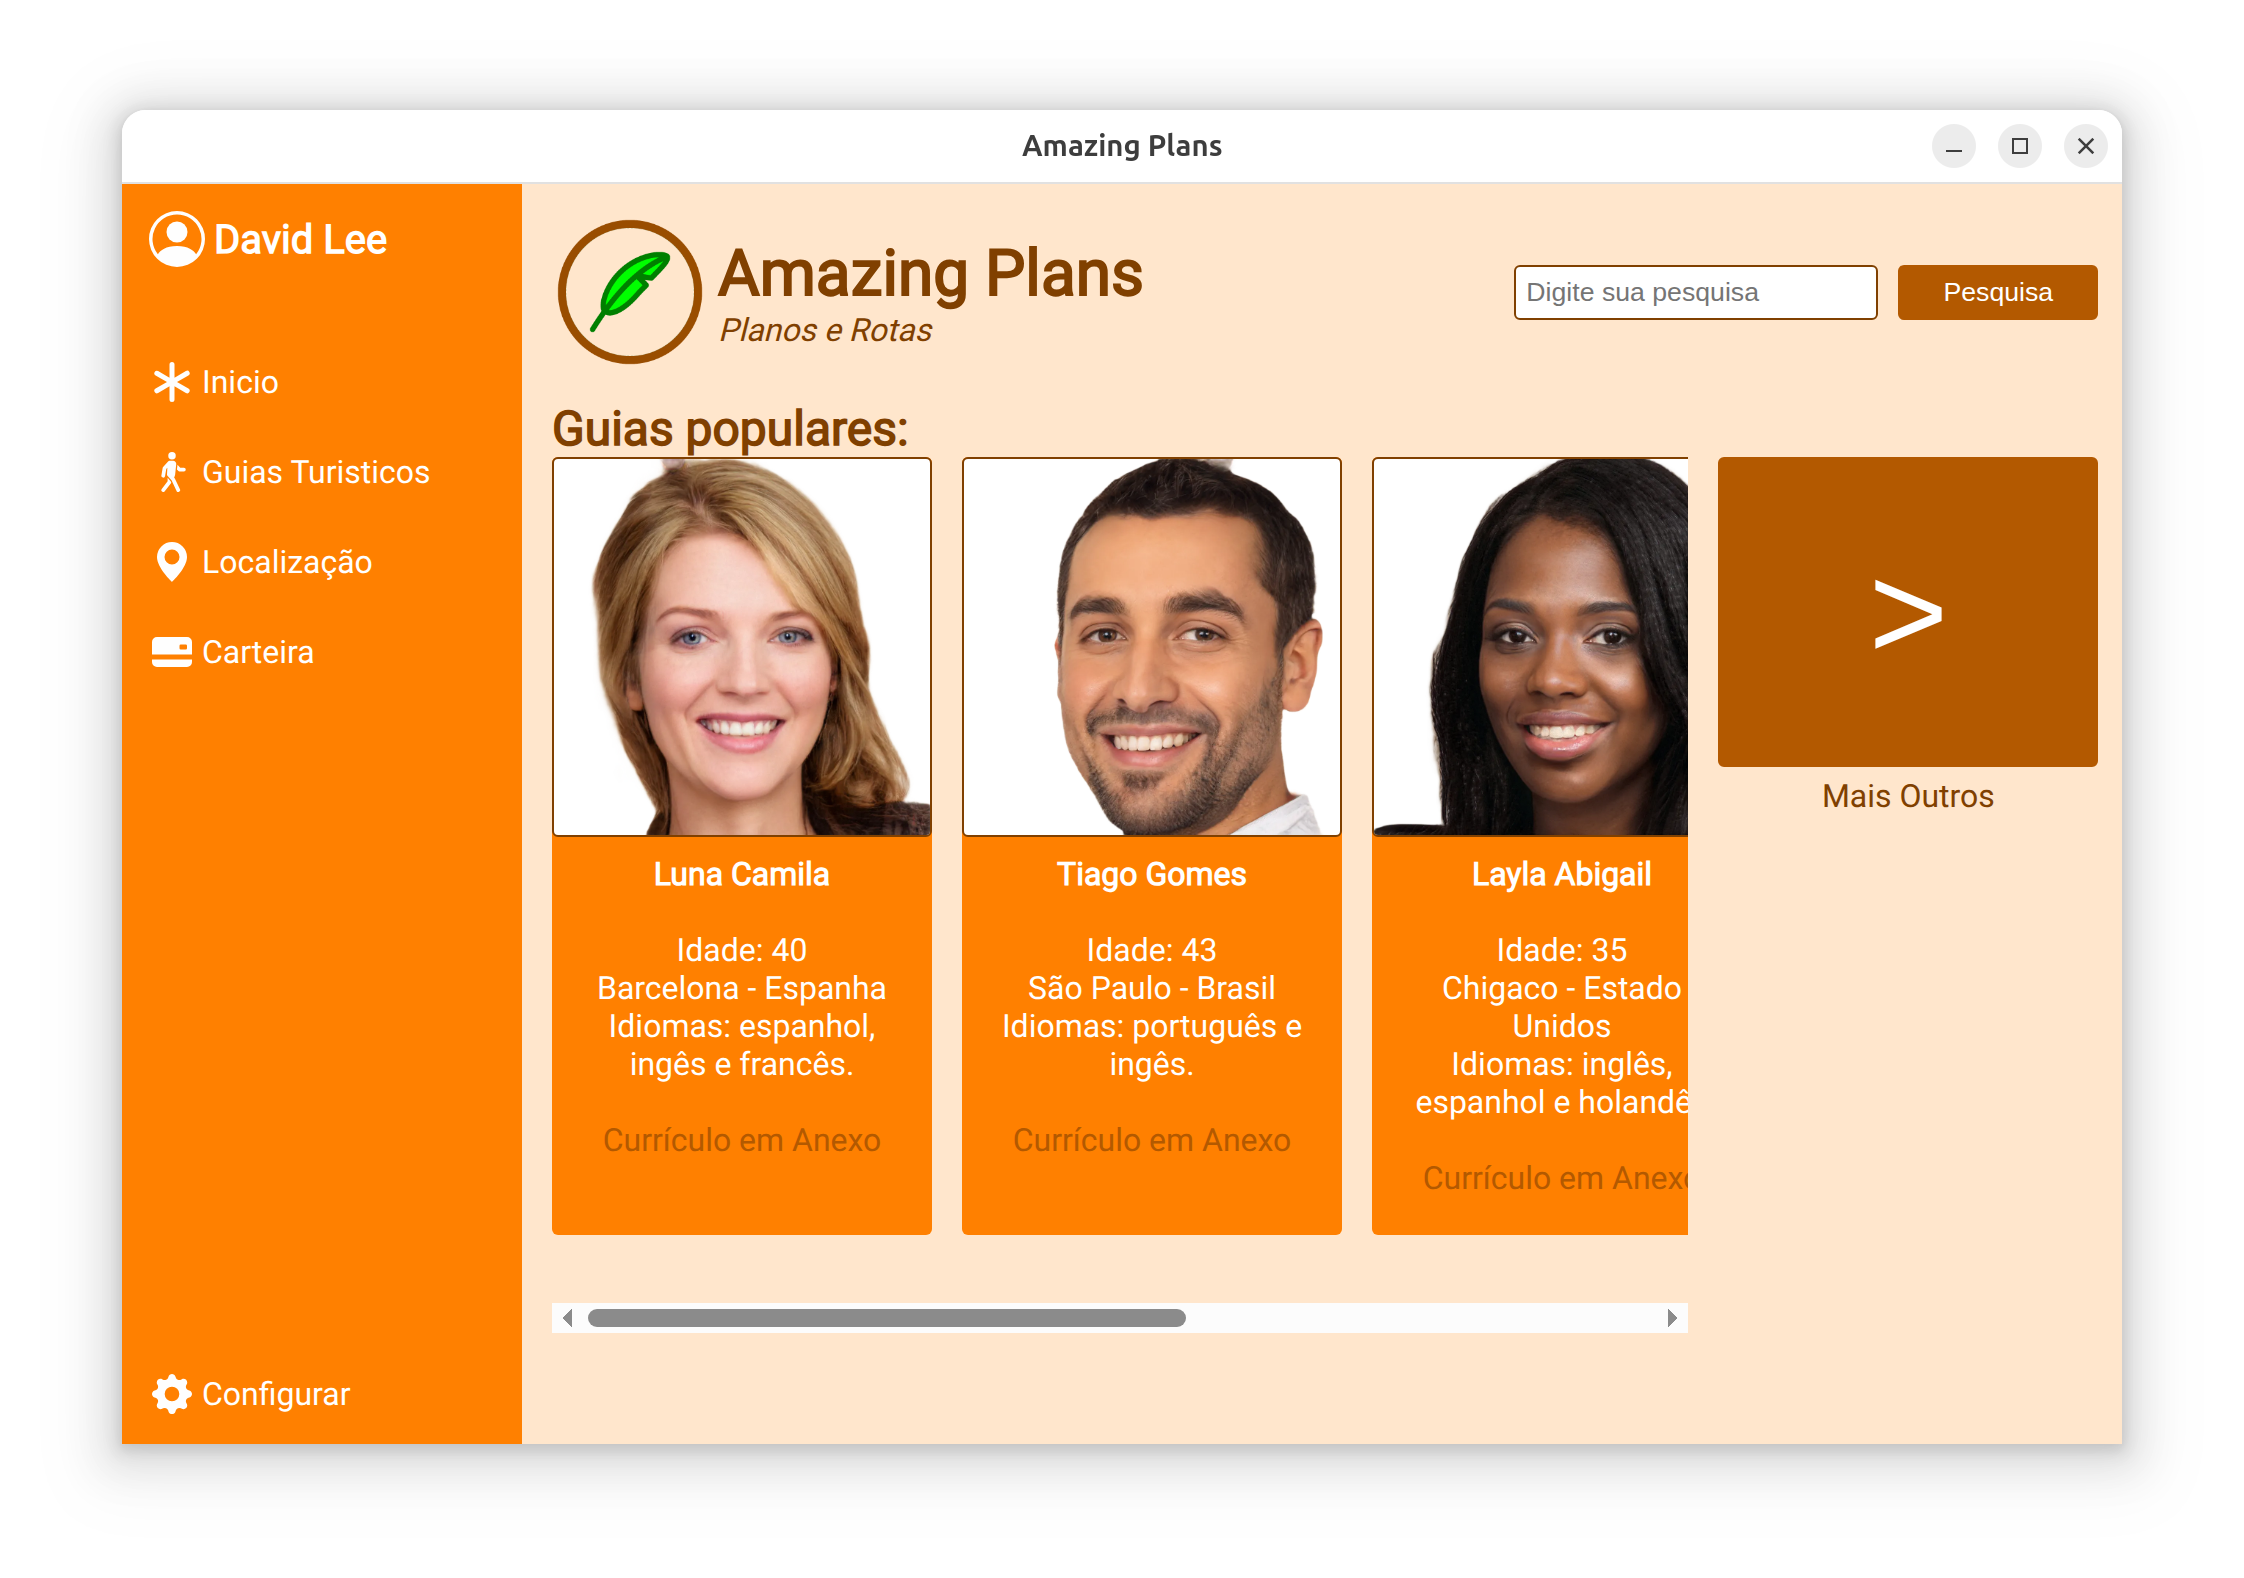 Amazing Plans
David Lee
Inicio
Guias Turisticos
Localização
Carteira
Configurar
Amazing Plans
Planos e Rotas
Digite sua pesquisa
Pesquisa
Guias populares:
Luna Camila
Idade: 40
Barcelona - Espanha
Idiomas: espanhol,
ingês e francês.
Currículo em Anexo
Tiago Gomes
Idade: 43
São Paulo - Brasil
Idiomas: português e
ingês.
Currículo em Anexo
Layla Abigail
Idade: 35
Chigaco - Estado
Unidos
Idiomas: inglês,
espanhol e holandê
Currículo em Anexo
>
Mais Outros